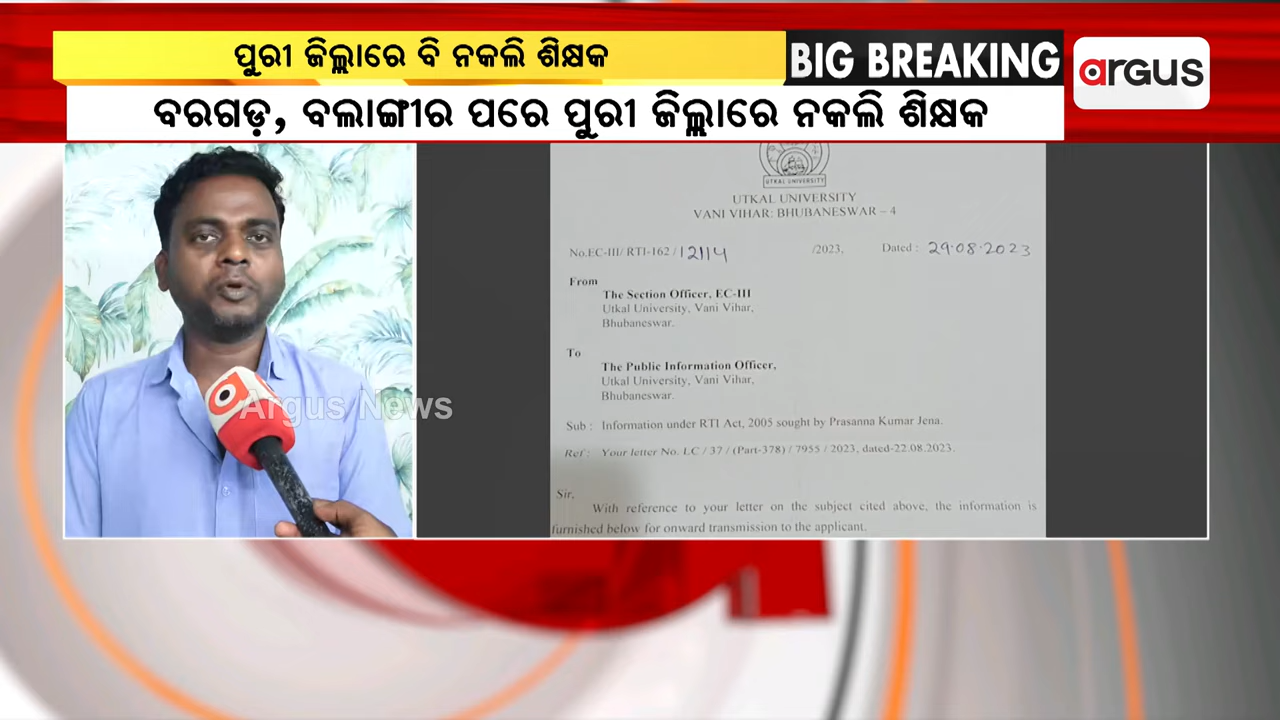 ପୁରୀ ଜିଲ୍ଲାରେ ବି ନକଲି ଶିକ୍ଷକ
BIG BREAKING
argus
ବରଗଡ଼, ବଲାଙ୍ଗୀର ପରେ ପୁରୀ ଜିଲ୍ଲାରେ ନକଲି ଶିକ୍ଷକ
UTKAL UNIVERSITY
UTKAL UNIVERSITY
VANI VIHAR: BHUBANESWAR – 4
No.EC-III/ RTI-162 / 12114 /2023, Dated : 29.08.2023
From
The Section Officer, EC-III
Utkal University, Vani Vihar,
Bhubaneswar.
To
The Public Information Officer,
Utkal University, Vani Vihar,
Bhubaneswar.
Argus News
Sub : Information under RTI Act, 2005 sought by Prasanna Kumar Jena.
Ref : Your letter No. LC / 37 / (Part-378) / 7955 / 2023, dated-22.08.2023.
Sir,
With reference to your letter on the subject cited above, the information is
furnished below for onward transmission to the applicant.